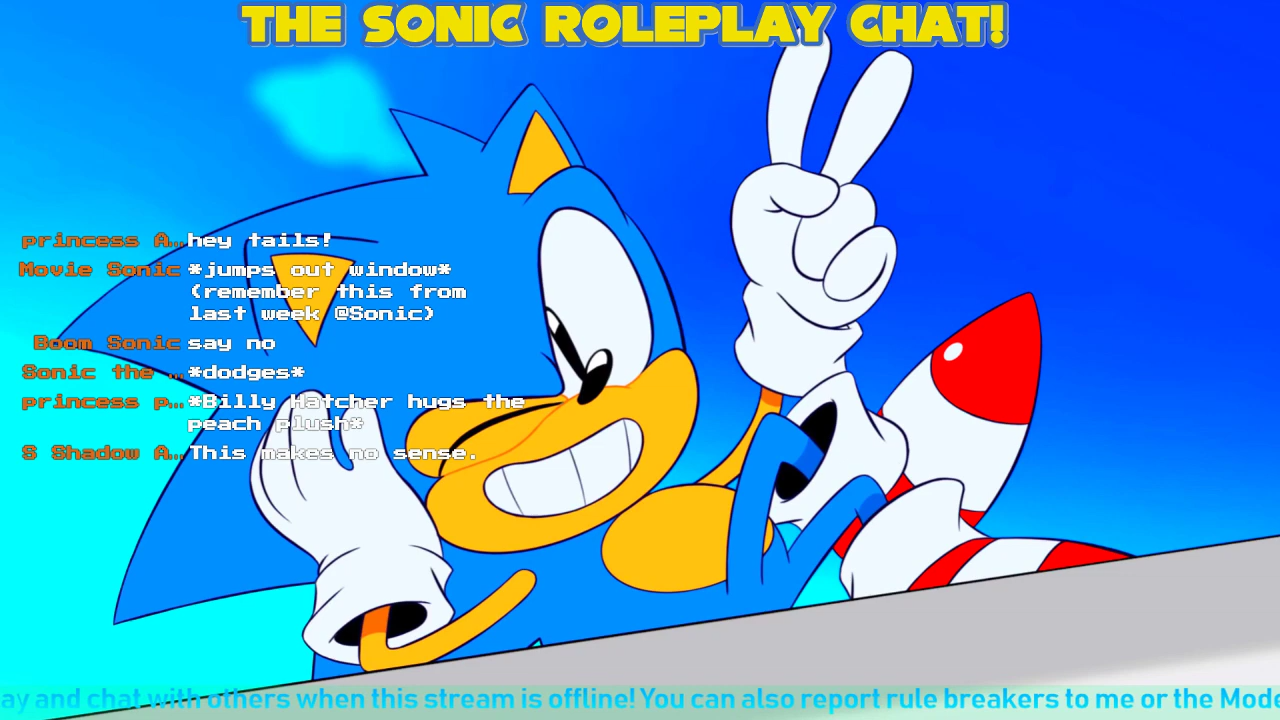 THE SONIC ROLEPLAY CHAT!
princess A… hey tails!
Movie Sonic *jumps out window*
(remember this from
last week @Sonic)
Boom Sonic say no
Sonic the … *dodges*
princess p… *Billy Hatcher hugs the
peach plush*
S Shadow A… This makes no sense.
ay and chat with others when this stream is offline! You can also report rule breakers to me or the Mode